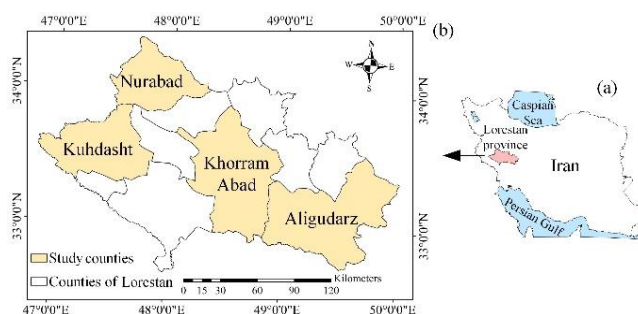 47°0'0"E 48°0'0"E 49°0'0"E 50°0'0"E
(b)
N
W E
S
34°0'0"N
34°0'0"N
Nurabad
(a)
Caspian
Sea
Lorestan
province
Iran
Kuhdasht
Khorram
Abad
Aligudarz
33°0'0"N
33°0'0"N
Persian Gulf
Study counties
Counties of Lorestan
Kilometers
0 15 30 60 90 120
47°0'0"E 48°0'0"E 49°0'0"E 50°0'0"E